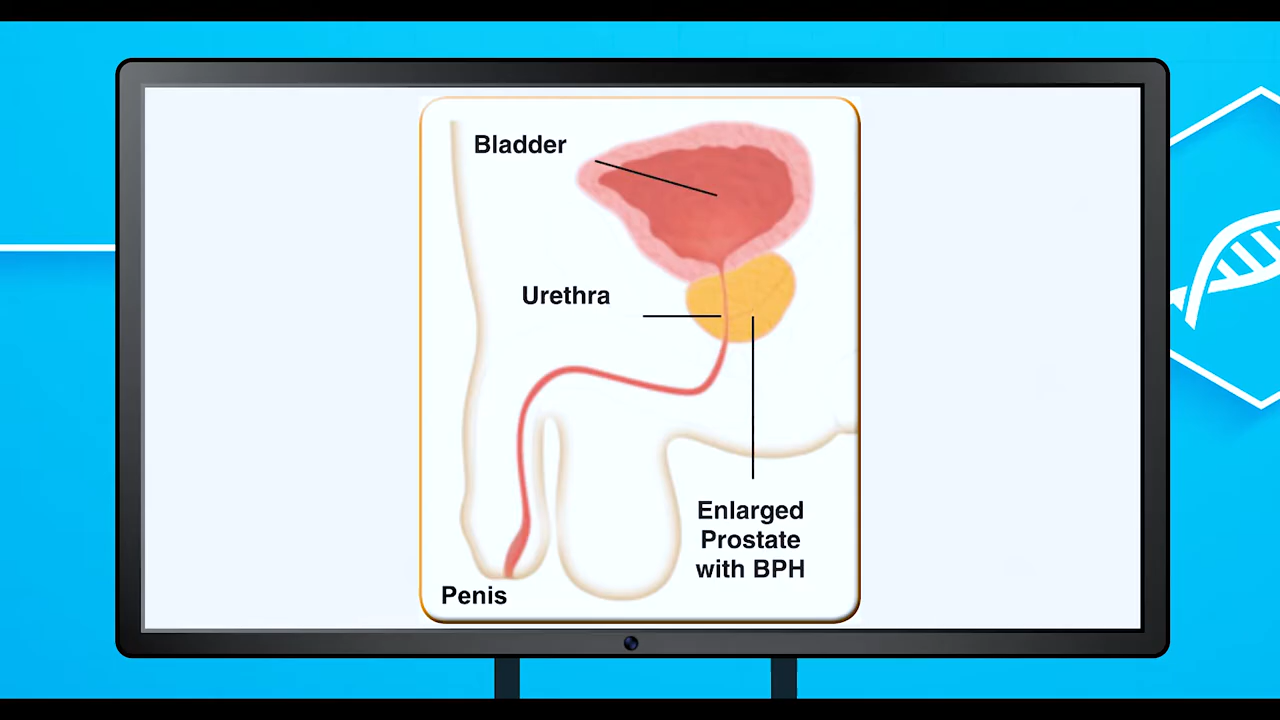 Bladder
Urethra
Enlarged
Prostate
with BPH
Penis